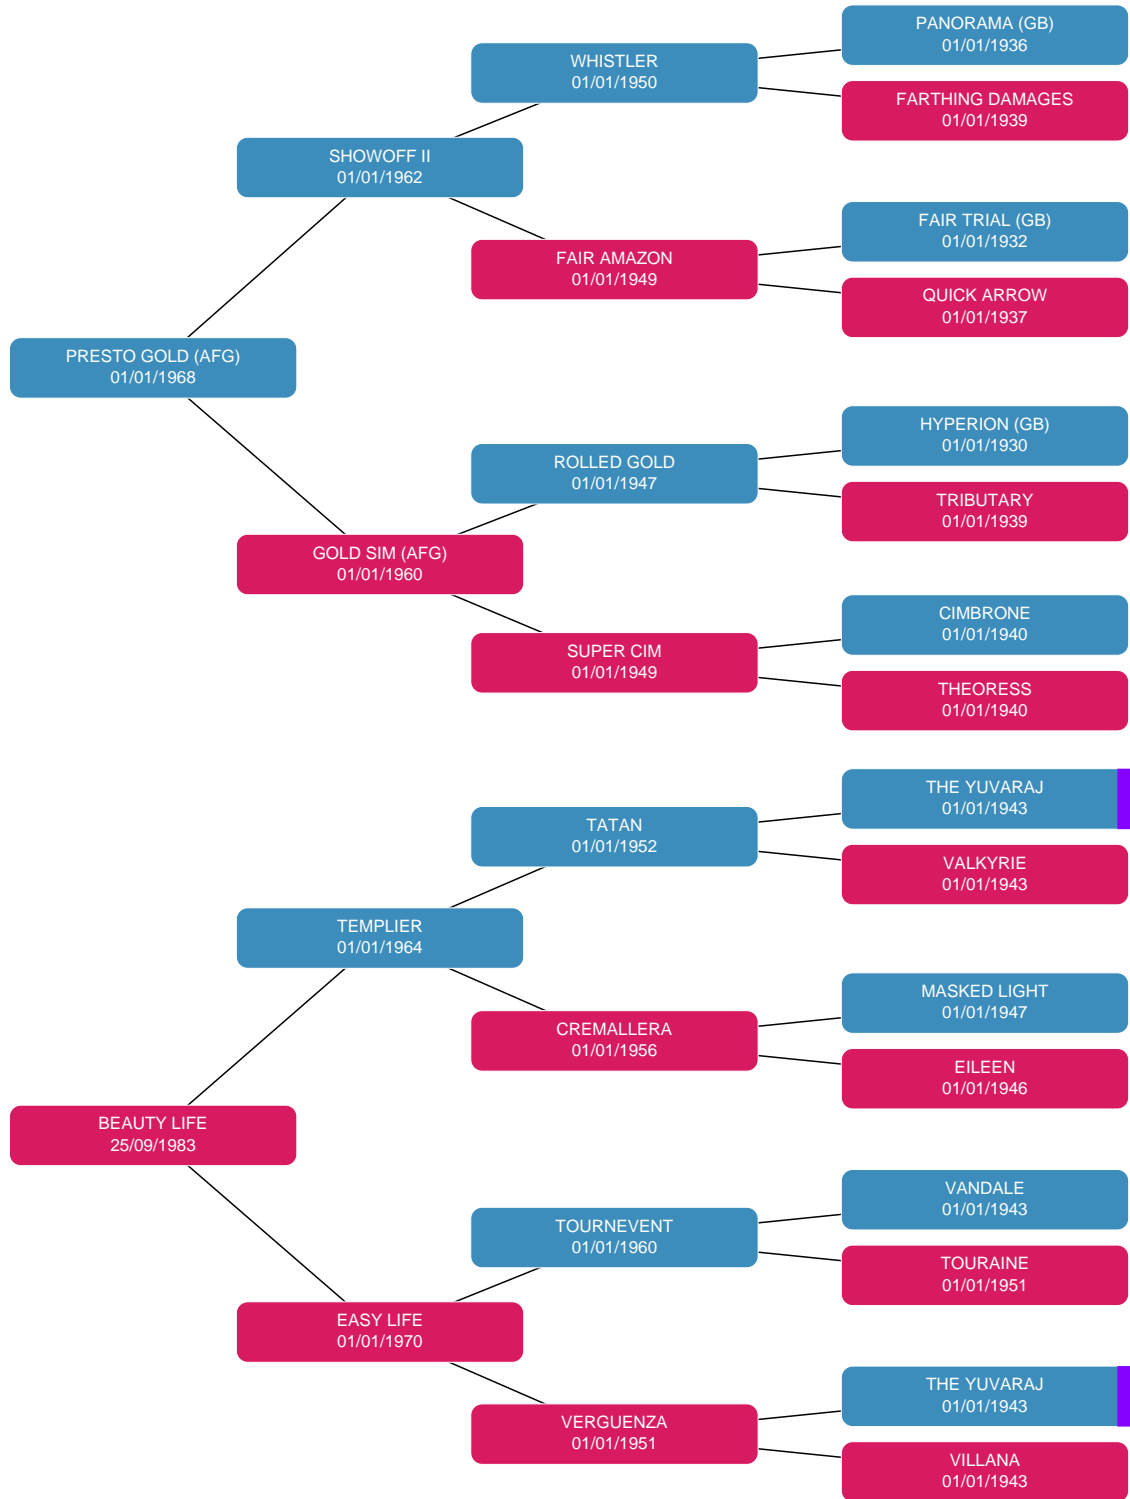 PANORAMA (GB)
01/01/1936
WHISTLER
01/01/1950
FARTHING DAMAGES
01/01/1939
SHOWOFF II
01/01/1962
FAIR TRIAL (GB)
01/01/1932
FAIR AMAZON
01/01/1949
QUICK ARROW
01/01/1937
PRESTO GOLD (AFG)
01/01/1968
HYPERION (GB)
01/01/1930
ROLLED GOLD
01/01/1947
TRIBUTARY
01/01/1939
GOLD SIM (AFG)
01/01/1960
CIMBRONE
01/01/1940
SUPER CIM
01/01/1949
THEORESS
01/01/1940
THE YUVARAJ
01/01/1943
TATAN
01/01/1952
VALKYRIE
01/01/1943
TEMPLIER
01/01/1964
MASKED LIGHT
01/01/1947
CREMALLERA
01/01/1956
EILEEN
01/01/1946
BEAUTY LIFE
25/09/1983
VANDALE
01/01/1943
TOURNEVENT
01/01/1960
TOURAINE
01/01/1951
EASY LIFE
01/01/1970
THE YUVARAJ
01/01/1943
VERGUENZA
01/01/1951
VILLANA
01/01/1943